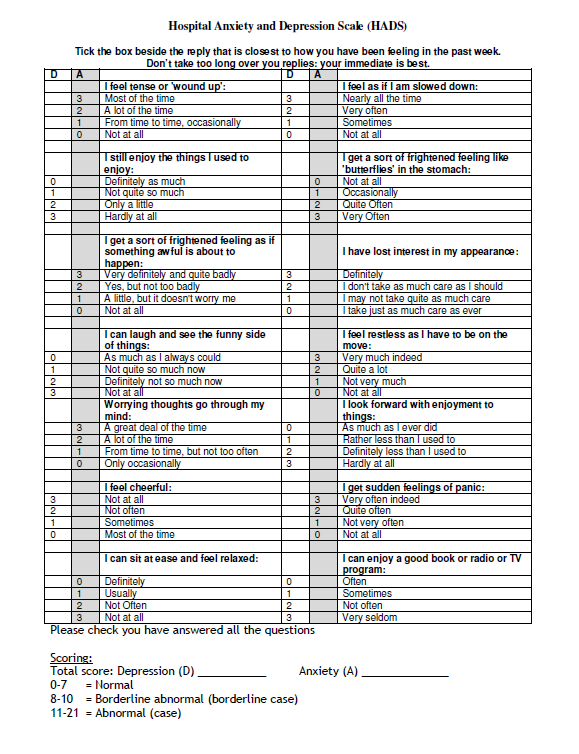 Hospital Anxiety and Depression Scale (HADS)
Tick the box beside the reply that is closest to how you have been feeling in the past week.
Don't take too long over you replies: your immediate is best.
D A D A
I feel tense or 'wound up': I feel as if I am slowed down:
3 Most of the time 3 Nearly all the time
2 A lot of the time 2 Very often
1 From time to time, occasionally 1 Sometimes
0 Not at all 0 Not at all
I still enjoy the things I used to I get a sort of frightened feeling like
enjoy: 'butterflies' in the stomach:
0 Definitely as much 0 Not at all
1 Not quite so much 1 Occasionally
2 Only a little 2 Quite Often
3 Hardly at all 3 Very Often
I get a sort of frightened feeling as if
something awful is about to I have lost interest in my appearance:
happen:
3 Very definitely and quite badly 3 Definitely
2 Yes, but not too badly 2 I don't take as much care as I should
1 A little, but it doesn't worry me 1 I may not take quite as much care
0 Not at all 0 I take just as much care as ever
I can laugh and see the funny side I feel restless as I have to be on the
of things: move:
0 As much as I always could 3 Very much indeed
1 Not quite so much now 2 Quite a lot
2 Definitely not so much now 1 Not very much
3 Not at all 0 Not at all
Worrying thoughts go through my I look forward with enjoyment to
mind: things:
3 A great deal of the time 0 As much as I ever did
2 A lot of the time 1 Rather less than I used to
1 From time to time, but not too often 2 Definitely less than I used to
0 Only occasionally 3 Hardly at all
I feel cheerful: I get sudden feelings of panic:
3 Not at all 3 Very often indeed
2 Not often 2 Quite often
1 Sometimes 1 Not very often
0 Most of the time 0 Not at all
I can sit at ease and feel relaxed: I can enjoy a good book or radio or TV
program:
0 Definitely 0 Often
1 Usually 1 Sometimes
2 Not Often 2 Not often
3 Not at all 3 Very seldom
Please check you have answered all the questions
Scoring:
Total score: Depression (D) ___________ Anxiety (A) ______________
0-7 = Normal
8-10 = Borderline abnormal (borderline case)
11-21 = Abnormal (case)